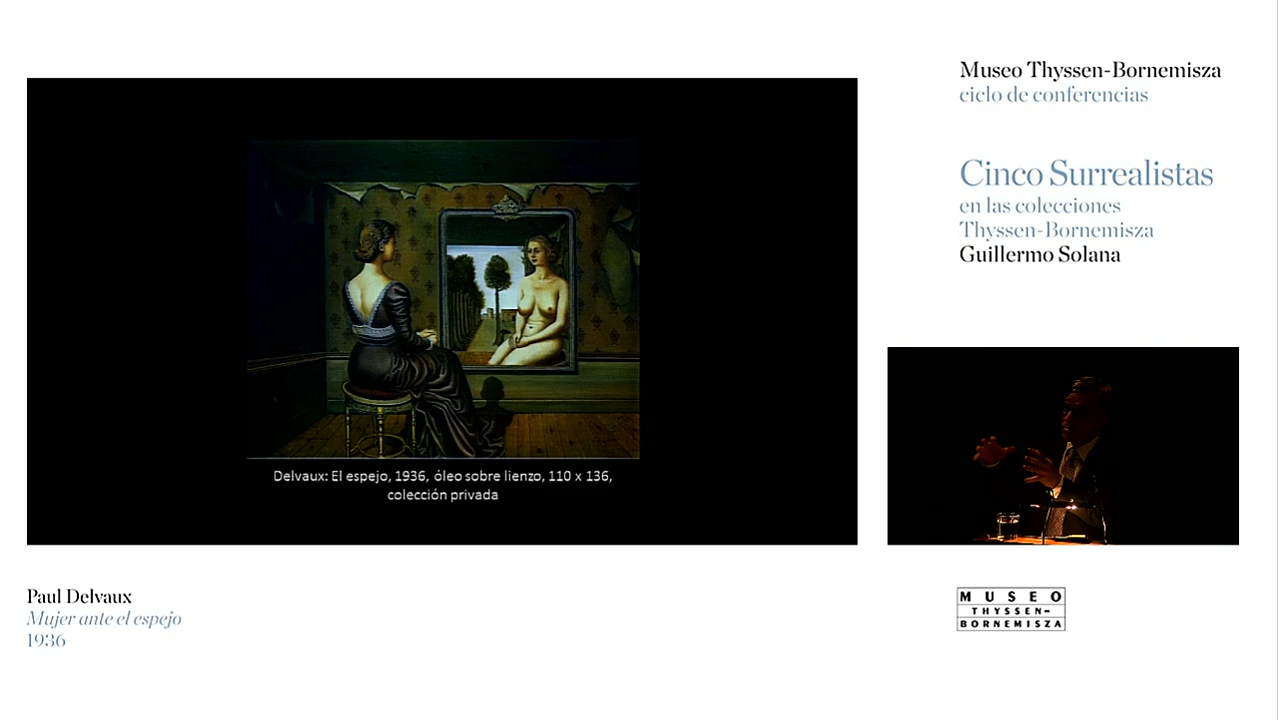 Museo Thyssen-Bornemisza
ciclo de conferencias
Cinco Surrealistas
en las colecciones
Thyssen-Bornemisza
Guillermo Solana
Delvaux: El espejo, 1936, óleo sobre lienzo, 110 x 136,
colección privada
Paul Delvaux
Mujer ante el espejo
1936
MUSEO
THYSSEN-
BORNEMISZA